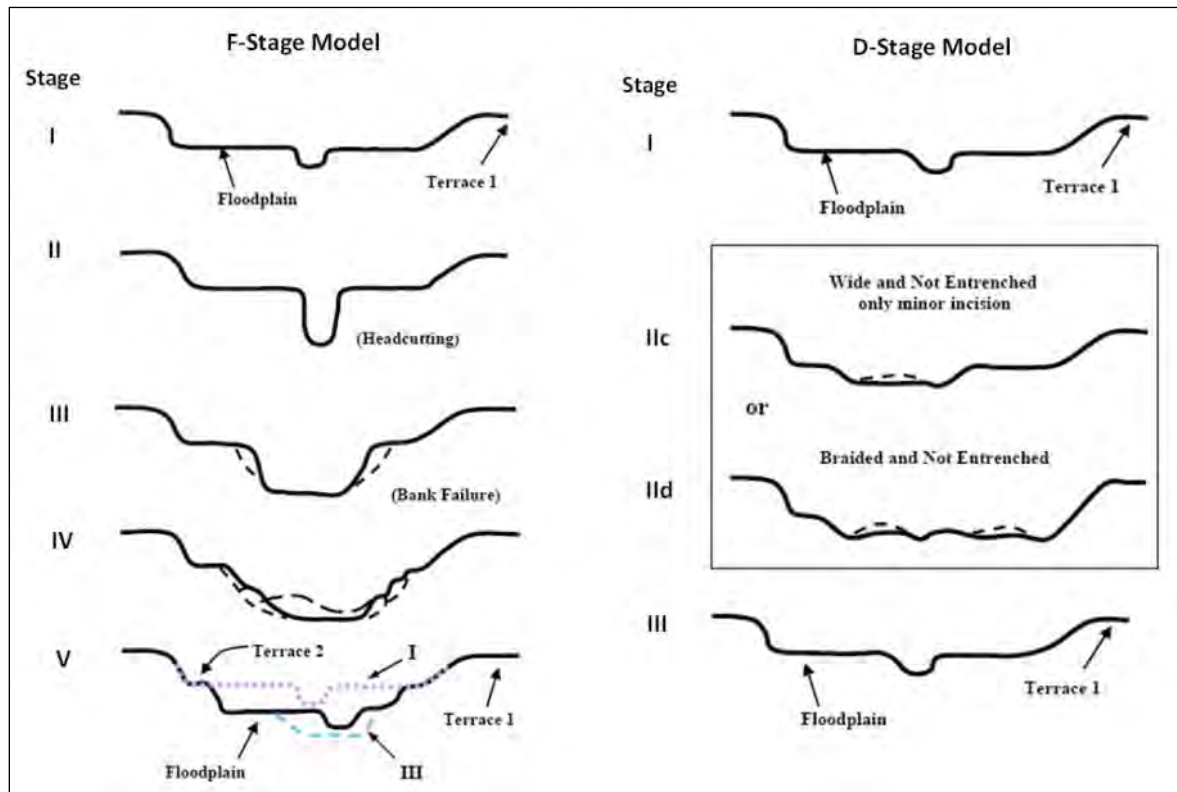 F-Stage Model
Stage
I
Floodplain
Terrace 1
II
(Headcutting)
III
(Bank Failure)
IV
V
Terrace 2
I
Terrace 1
Floodplain
III
D-Stage Model
Stage
I
Floodplain
Terrace 1
Wide and Not Entrenched
only minor incision
IIc
or
Braided and Not Entrenched
IId
III
Terrace 1
Floodplain